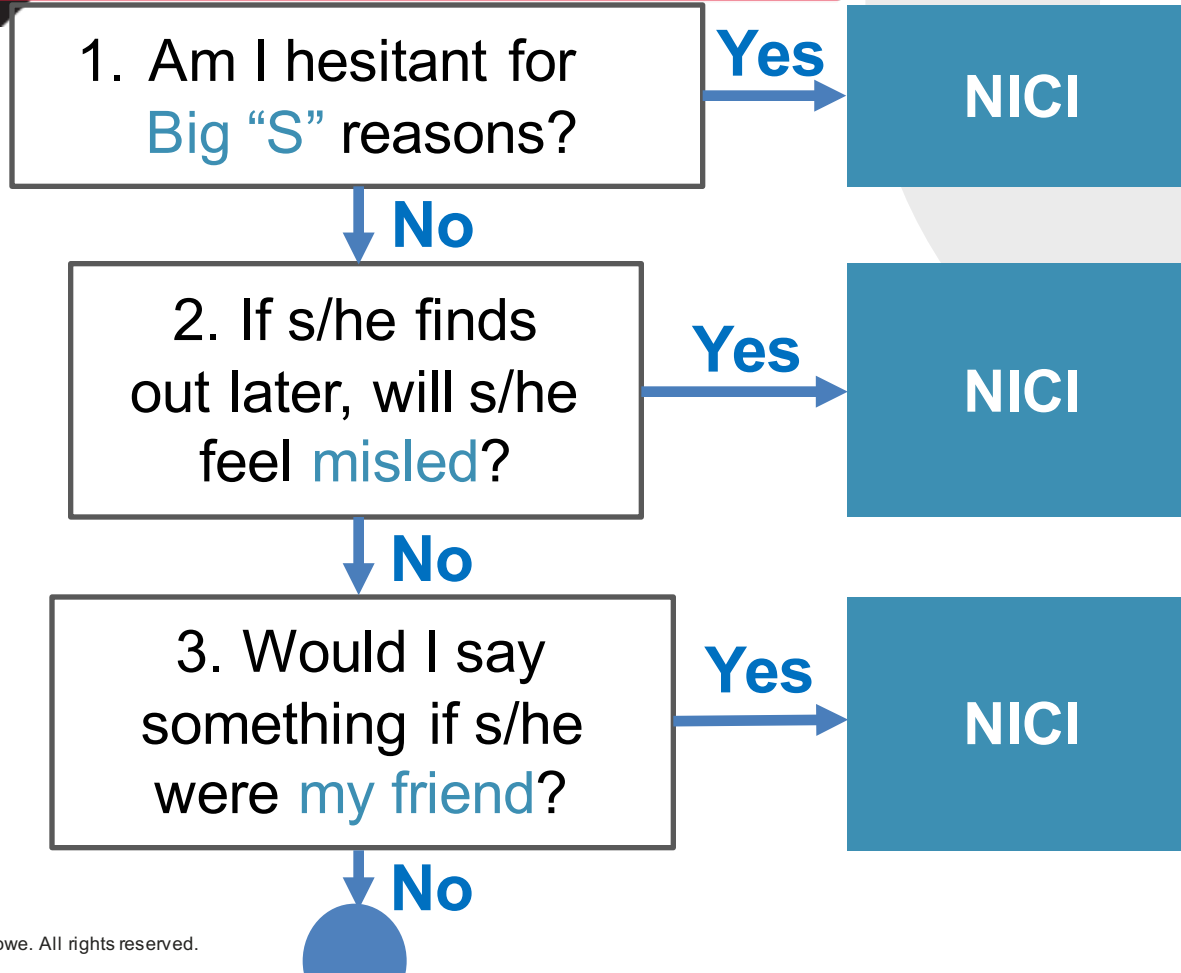 1. Am I hesitant for
Big “S” reasons?
Yes
NICI
No
2. If s/he finds
out later, will s/he
feel misled?
Yes
NICI
No
3. Would I say
something if s/he
were my friend?
Yes
NICI
No
All rights reserved.